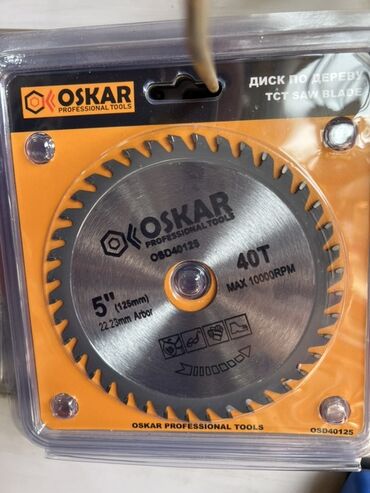 OSKAR
PROFESSIONAL TOOLS
ДИСК ПО ДЕРЕВУ
TCT SAW BLADE
OSKAR
PROFESSIONAL TOOLS
OSD40125
40T
MAX 10000RPM
5" (125mm)
22.23mm Arbor
OSKAR PROFESSIONAL TOOLS
OSD40125